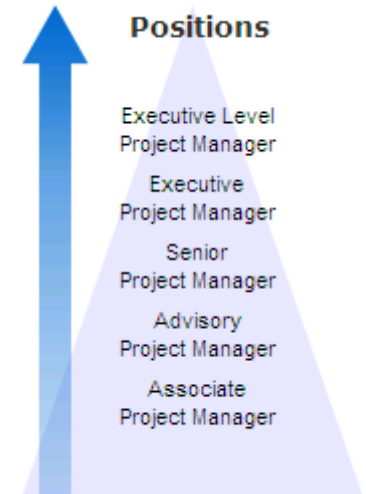 Positions
Executive Level
Project Manager
Executive
Project Manager
Senior
Project Manager
Advisory
Project Manager
Associate
Project Manager